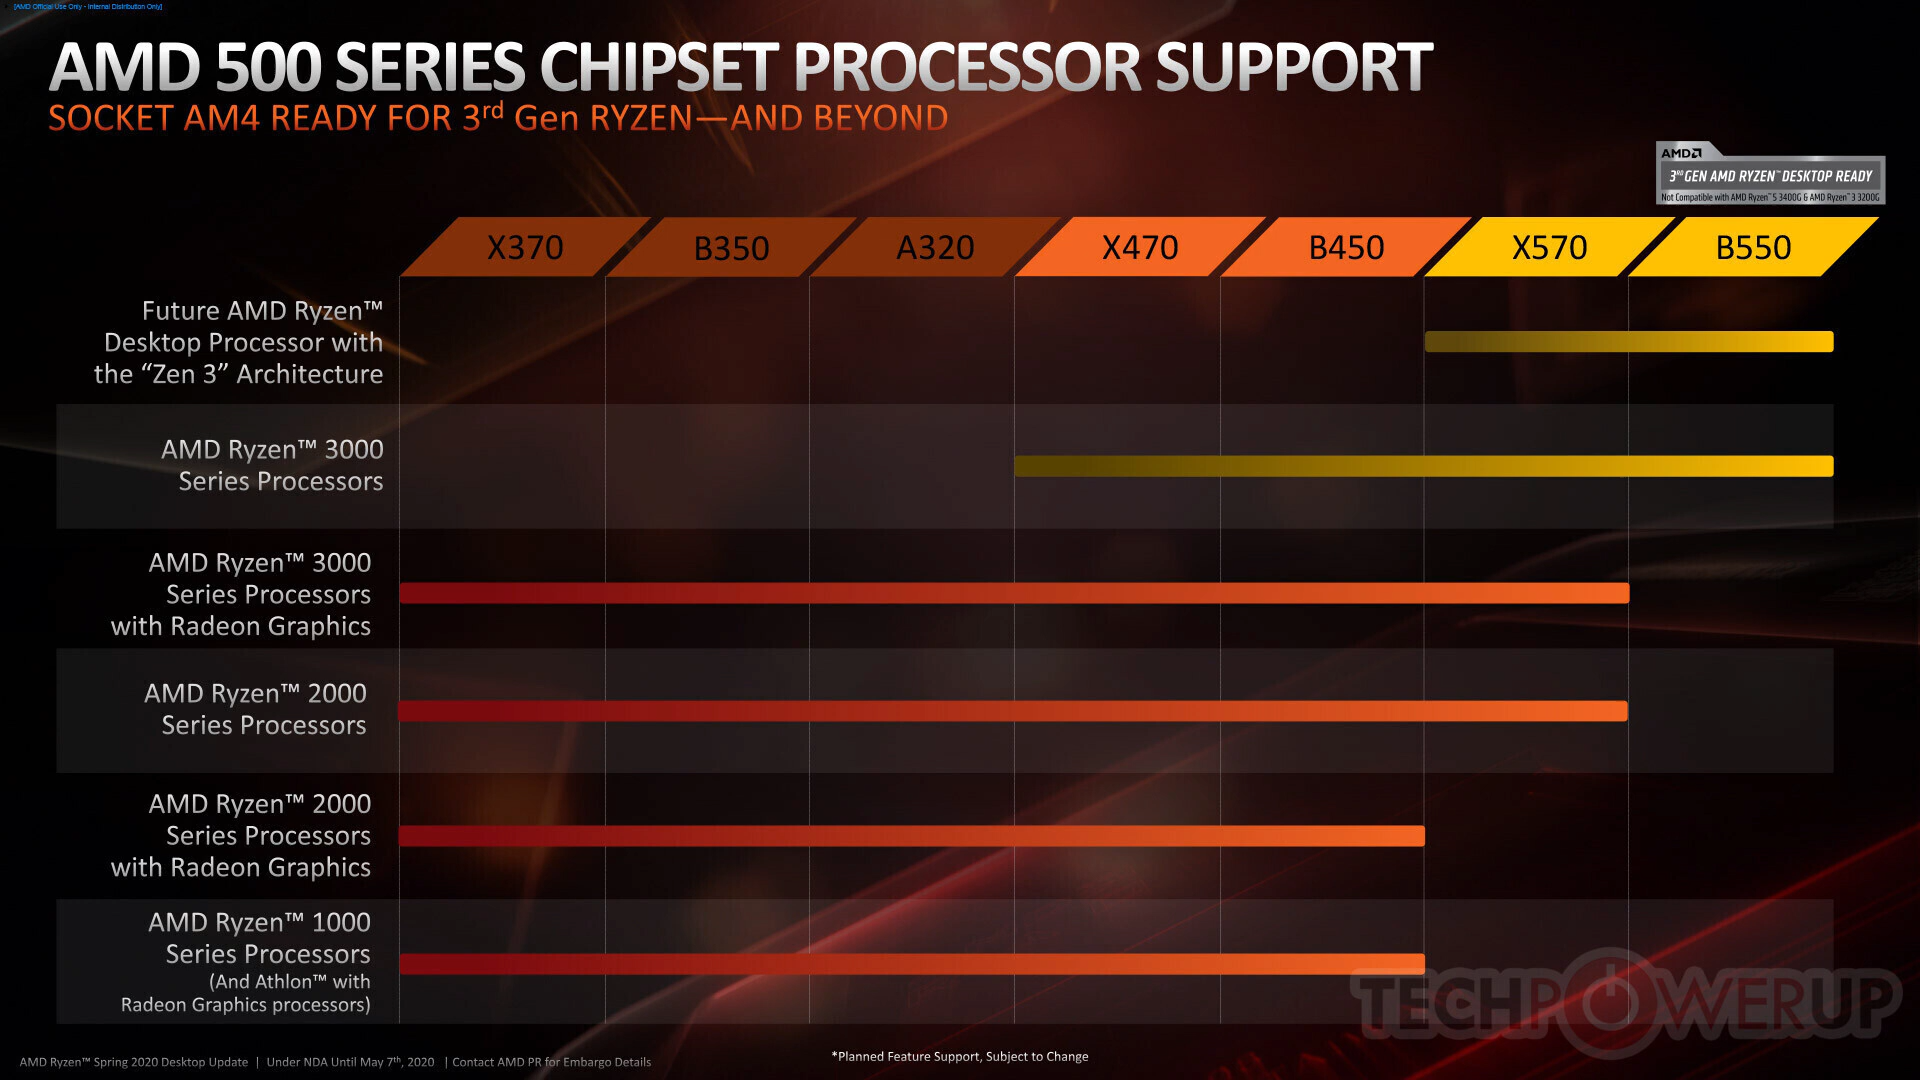 [AMD Official Use Only - Internal Distribution Only]
AMD 500 SERIES CHIPSET PROCESSOR SUPPORT
SOCKET AM4 READY FOR 3rd Gen RYZEN—AND BEYOND
AMD
3RD GEN AMD RYZEN™ DESKTOP READY
Not Compatible with AMD Ryzen™ 5 3400G & AMD Ryzen™ 3 3200G
X370 B350 A320 X470 B450 X570 B550
Future AMD Ryzen™
Desktop Processor with
the “Zen 3” Architecture
AMD Ryzen™ 3000
Series Processors
AMD Ryzen™ 3000
Series Processors
with Radeon Graphics
AMD Ryzen™ 2000
Series Processors
AMD Ryzen™ 2000
Series Processors
with Radeon Graphics
AMD Ryzen™ 1000
Series Processors
(And Athlon™ with
Radeon Graphics processors)
TECHPOWERUP
AMD Ryzen™ Spring 2020 Desktop Update | Under NDA Until May 7th, 2020 | Contact AMD PR for Embargo Details
*Planned Feature Support, Subject to Change